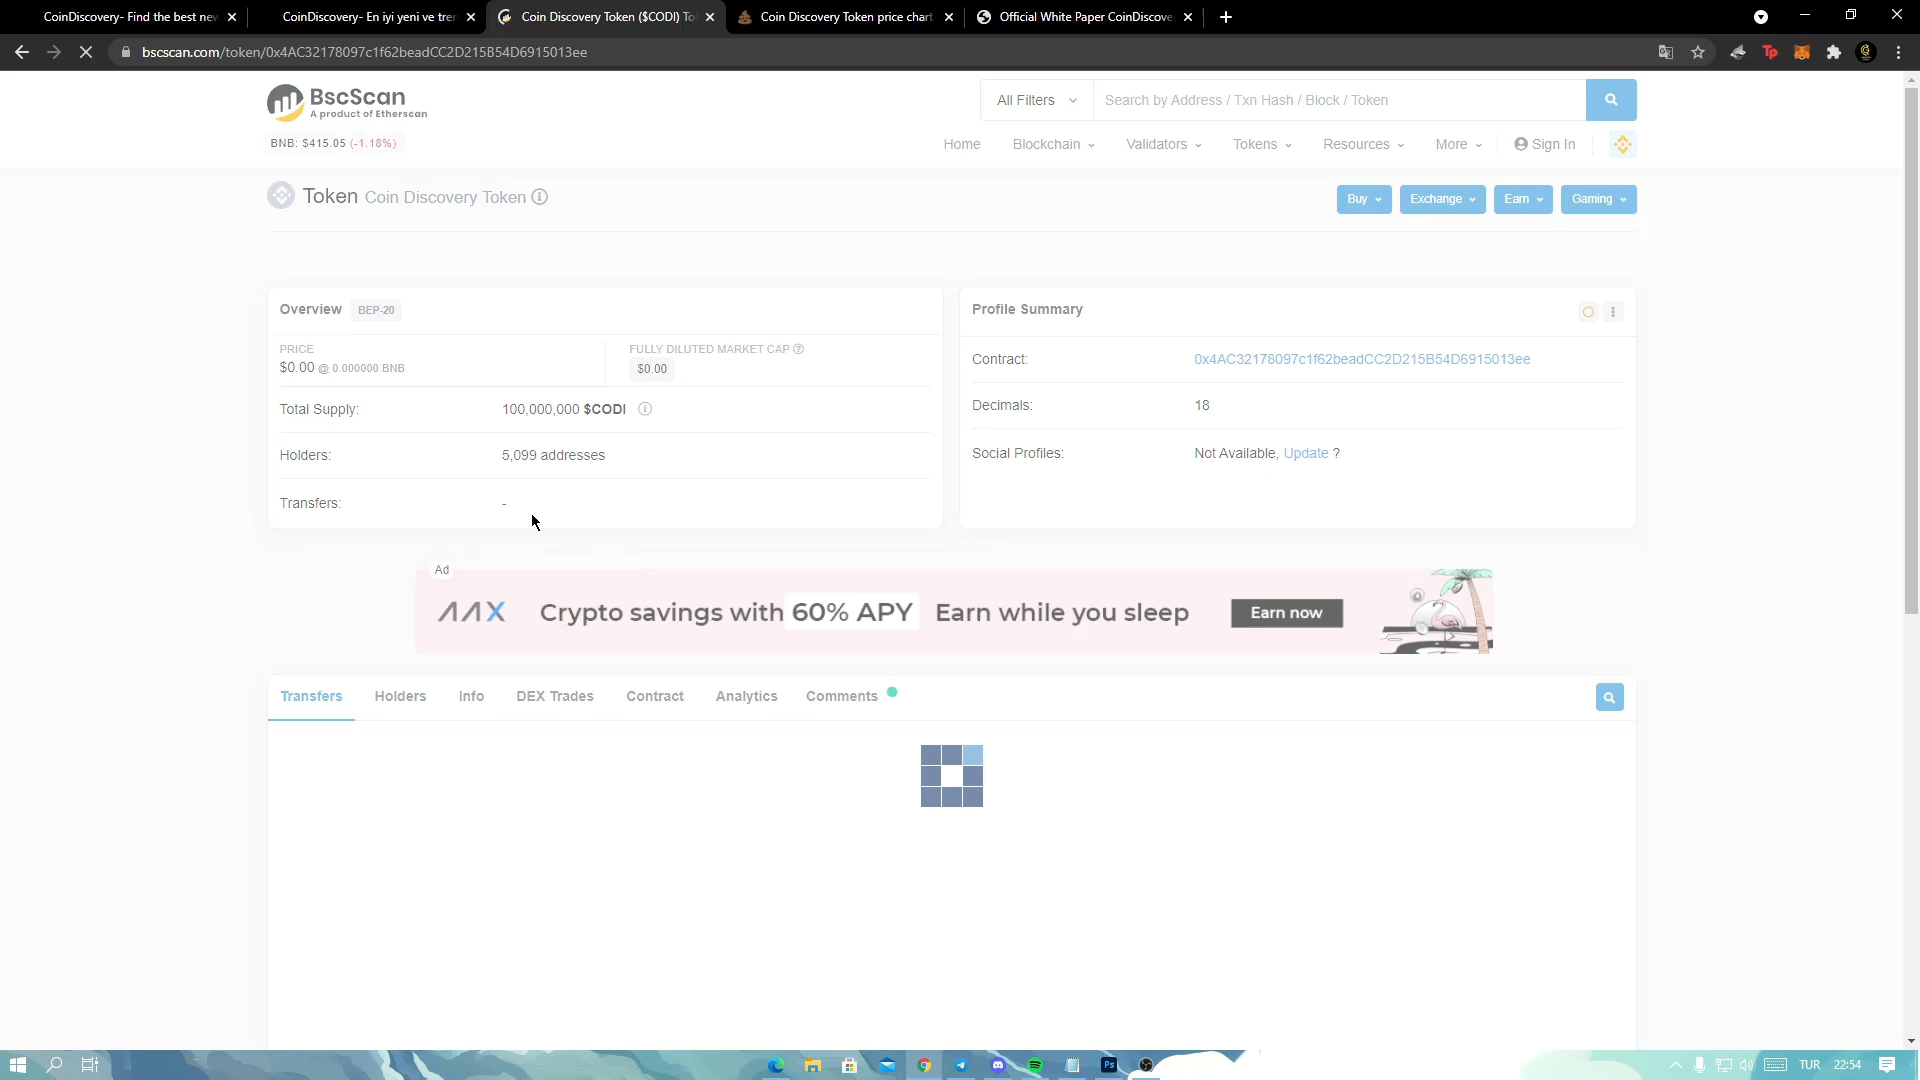 CoinDiscovery- Find the best nev
CoinDiscovery- En iyi yeni ve tren
Coin Discovery Token ($CODI) To
Coin Discovery Token price chart
Official White Paper CoinDiscove
bscscan.com/token/0x4AC32178097c1f62beadCC2D215B54D6915013ee
Tp
BscScan
A product of Etherscan
All Filters
Search by Address / Txn Hash / Block / Token
BNB: $415.05 (-1.18%)
Home
Blockchain
Validators
Tokens
Resources
More
Sign In
Token Coin Discovery Token
Buy
Exchange
Earn
Gaming
Overview BEP-20
Profile Summary
PRICE
$0.00 @ 0.000000 BNB
FULLY DILUTED MARKET CAP
$0.00
Contract:
0x4AC32178097c1f62beadCC2D215B54D6915013ee
Total Supply:
100,000,000 $CODI
Decimals:
18
Holders:
5,099 addresses
Social Profiles:
Not Available, Update ?
Transfers:
-
Ad
AAX
Crypto savings with 60% APY Earn while you sleep
Earn now
Transfers
Holders
Info
DEX Trades
Contract
Analytics
Comments
Ps
TUR
22:54